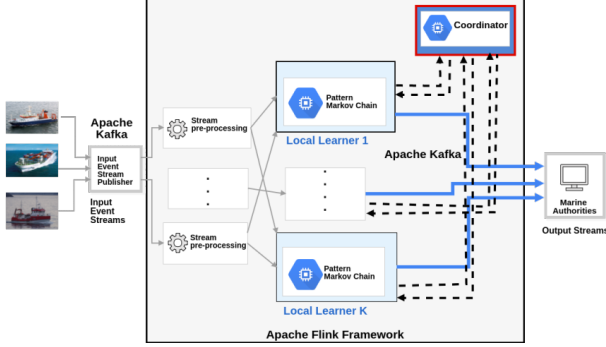 Coordinator
Apache
Kafka
Input
Event
Stream
Publisher
Input
Event
Streams
Stream
pre-processing
Stream
pre-processing
Pattern
Markov Chain
Local Learner 1
Apache Kafka
Pattern
Markov Chain
Local Learner K
Marine
Authorities
Output Streams
Apache Flink Framework